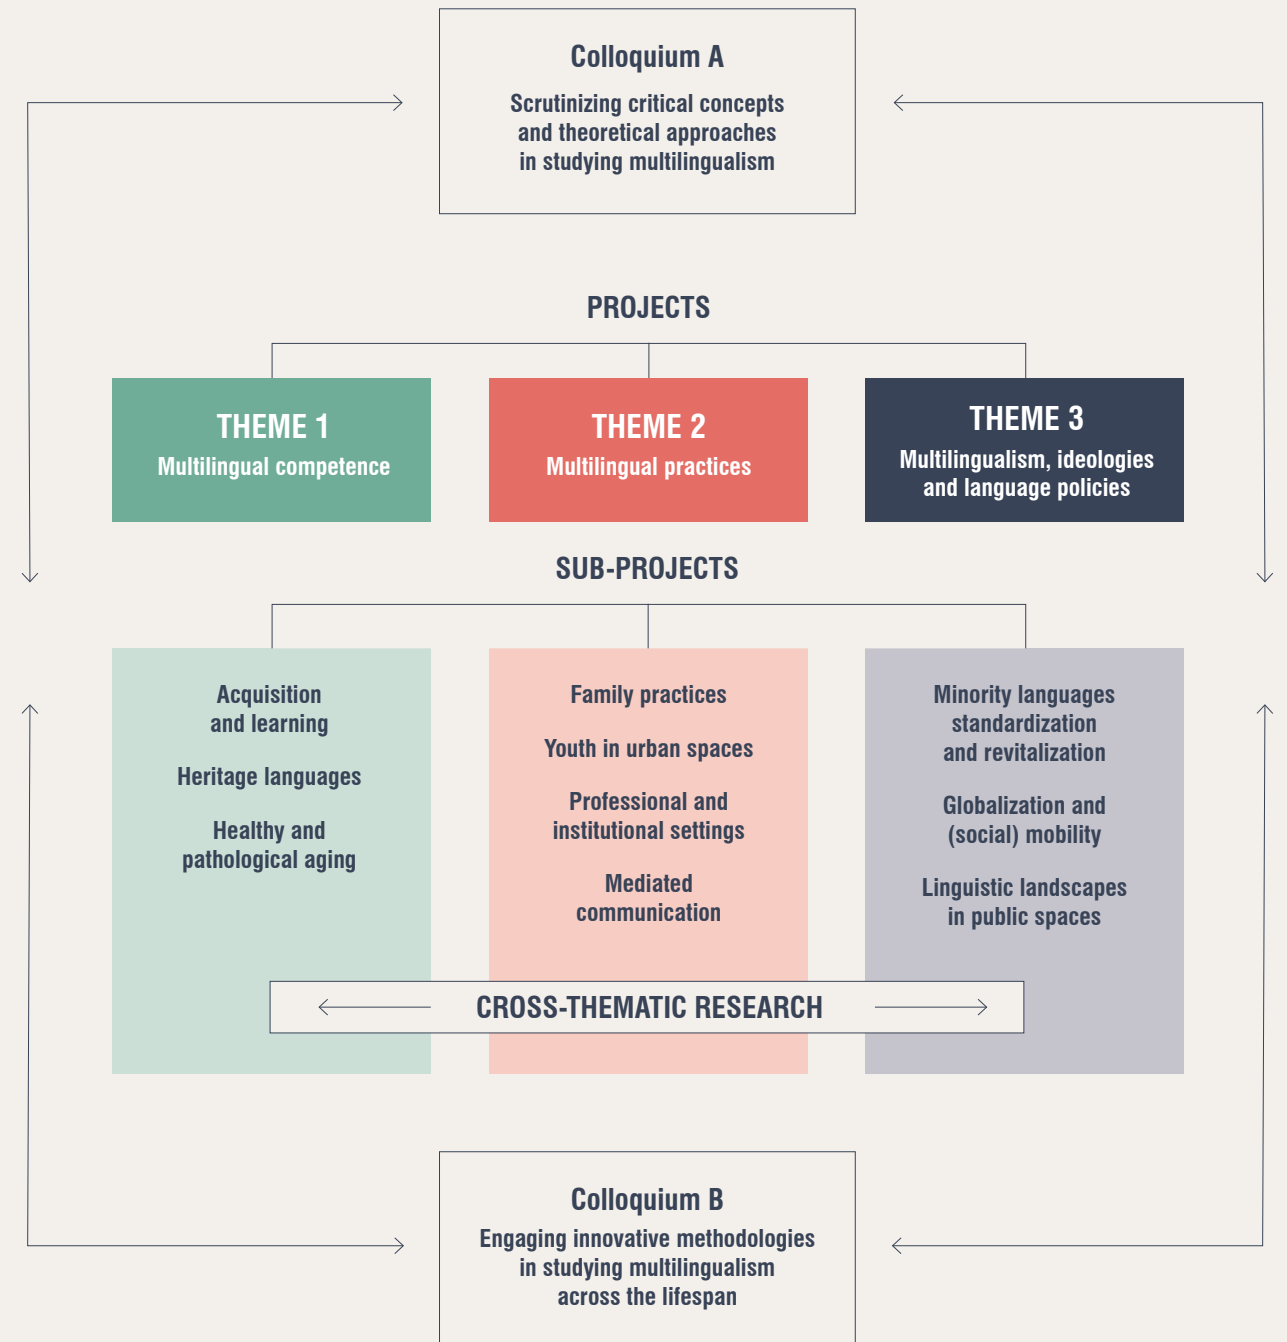 Colloquium A
Scrutinizing critical concepts
and theoretical approaches
in studying multilingualism
PROJECTS
THEME 1
Multilingual competence
THEME 2
Multilingual practices
THEME 3
Multilingualism, ideologies
and language policies
SUB-PROJECTS
Acquisition
and learning
Heritage languages
Healthy and
pathological aging
Family practices
Youth in urban spaces
Professional and
institutional settings
Mediated
communication
Minority languages
standardization
and revitalization
Globalization and
(social) mobility
Linguistic landscapes
in public spaces
CROSS-THEMATIC RESEARCH
Colloquium B
Engaging innovative methodologies
in studying multilingualism
across the lifespan